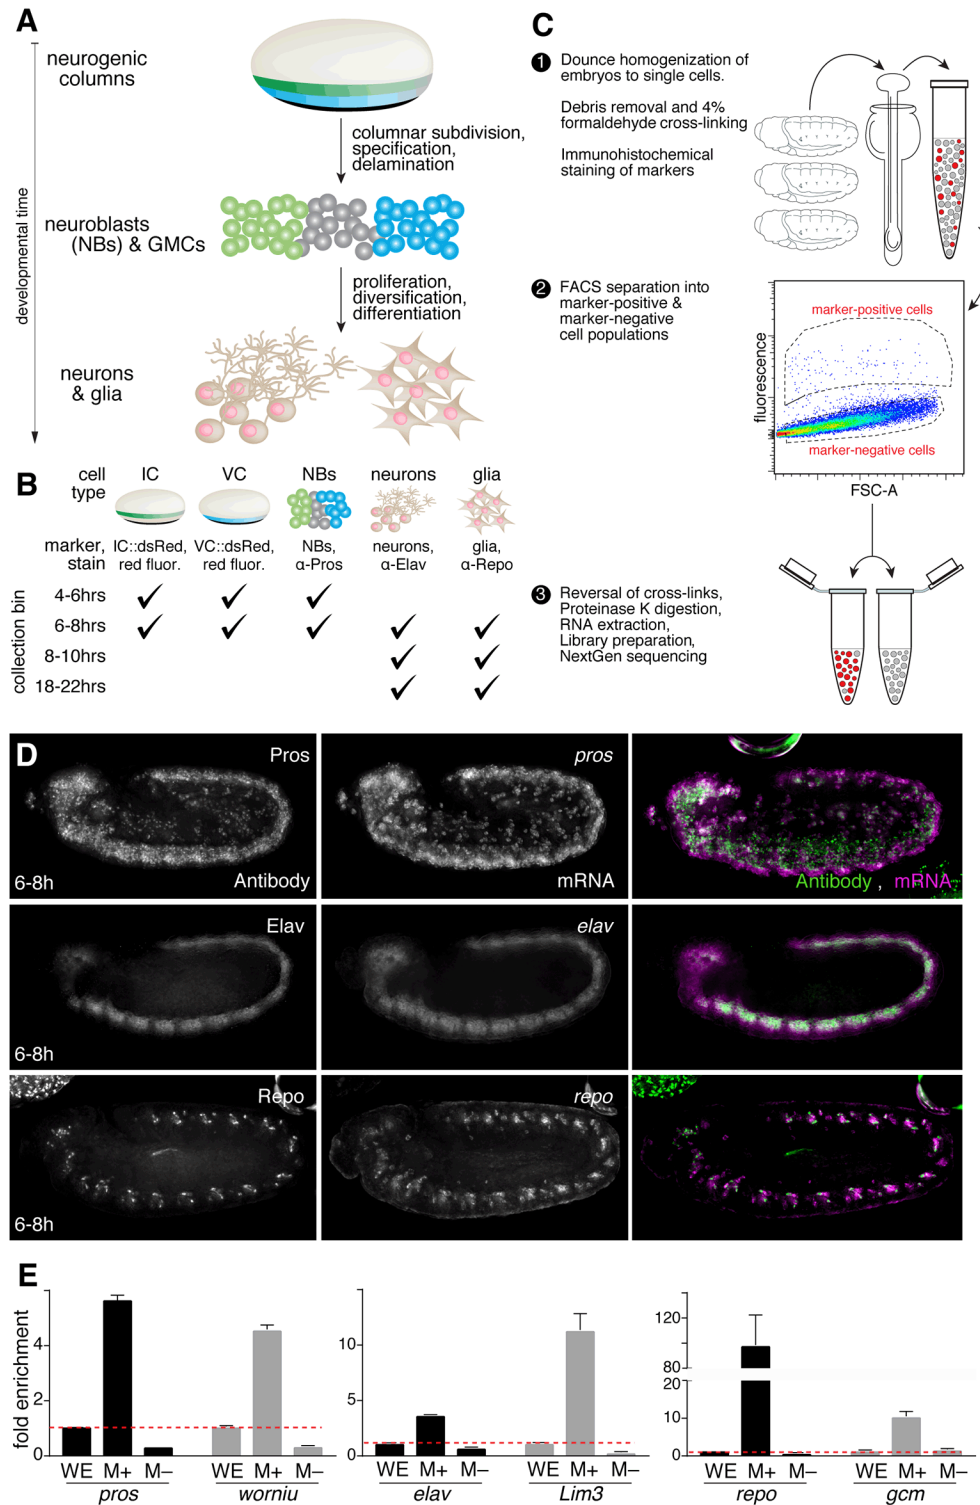 A
neurogenic
columns
columnar subdivision,
specification,
delamination
neuroblasts
(NBs) & GMCs
proliferation,
diversification,
differentiation
neurons
& glia
developmental time
B
cell
type
IC
VC
NBs
neurons
glia
marker,
stain
IC::dsRed,
red fluor.
VC::dsRed,
red fluor.
NBs,
α-Pros
neurons,
α-Elav
glia,
α-Repo
collection bin
4-6hrs
6-8hrs
8-10hrs
18-22hrs
C
1
Dounce homogenization of
embryos to single cells.
Debris removal and 4%
formaldehyde cross-linking
Immunohistochemical
staining of markers
2
FACS separation into
marker-positive &
marker-negative
cell populations
marker-positive cells
fluorescence
marker-negative cells
FSC-A
3
Reversal of cross-links,
Proteinase K digestion,
RNA extraction,
Library preparation,
NextGen sequencing
D
Pros
6-8h
Antibody
pros
mRNA
Antibody , mRNA
Elav
6-8h
elav
Repo
6-8h
repo
E
fold enrichment
4
2
0
WE M+ M–
pros
WE M+ M–
worniu
10
5
0
WE M+ M–
elav
WE M+ M–
Lim3
120
80
20
10
0
WE M+ M–
repo
WE M+ M–
gcm